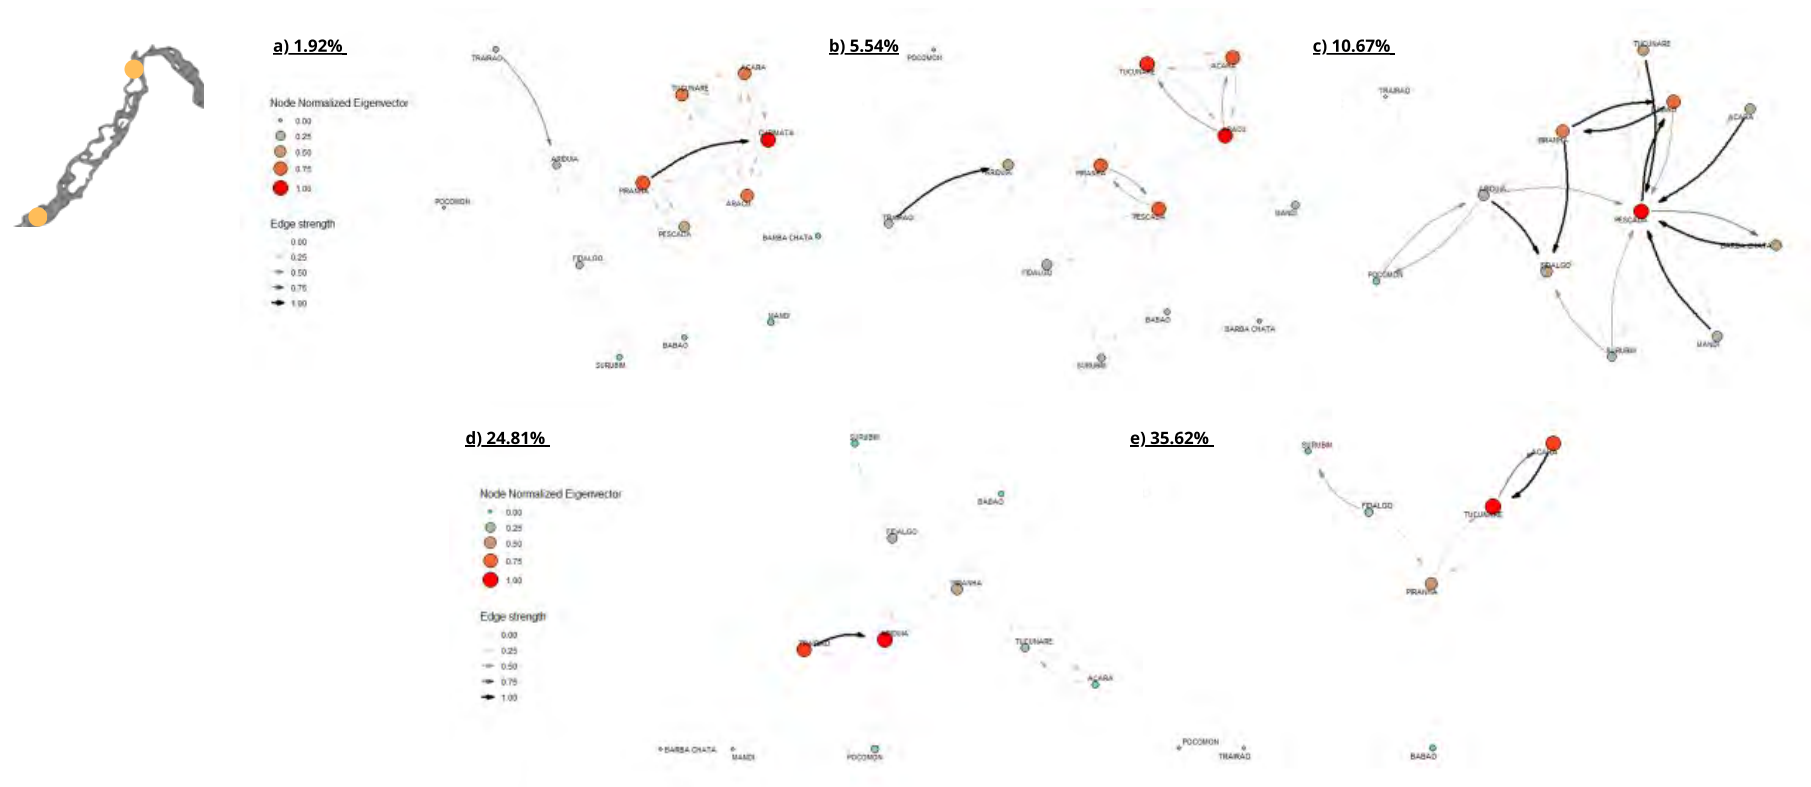 a) 1.92%
Node Normalized Eigenvector
0.00
0.25
0.50
0.75
1.00
Edge strength
0.00
0.25
0.50
0.75
1.00
TRAIRAO
ACARA
TUCUNARE
ARIDUIA
PIRANHA
ARACU
POCOMON
PESCADA
BARBA CHATA
FIDALGO
MANDI
BABAO
SURUBIM
b) 5.54%
POCOMON
TUCUNARE
ACARA
ARACU
ARIDUIA
PIRANHA
TRAIRAO
PESCADA
MANDI
FIDALGO
BABAO
BARBA CHATA
SURUBIM
c) 10.67%
TUCUNARE
TRAIRAO
ACARA
PIRANHA
ARIDUIA
PESCADA
BARBA CHATA
FIDALGO
POCOMON
MANDI
SURUBIM
d) 24.81%
Node Normalized Eigenvector
0.00
0.25
0.50
0.75
1.00
Edge strength
0.00
0.25
0.50
0.75
1.00
SURUBIM
BABAO
FIDALGO
PIRANHA
TRAIRAO
ARIDUIA
TUCUNARE
ACARA
BARBA CHATA
MANDI
POCOMON
e) 35.62%
SURUBIM
ACARA
FIDALGO
TUCUNARE
PIRANHA
POCOMON
TRAIRAO
BABAO